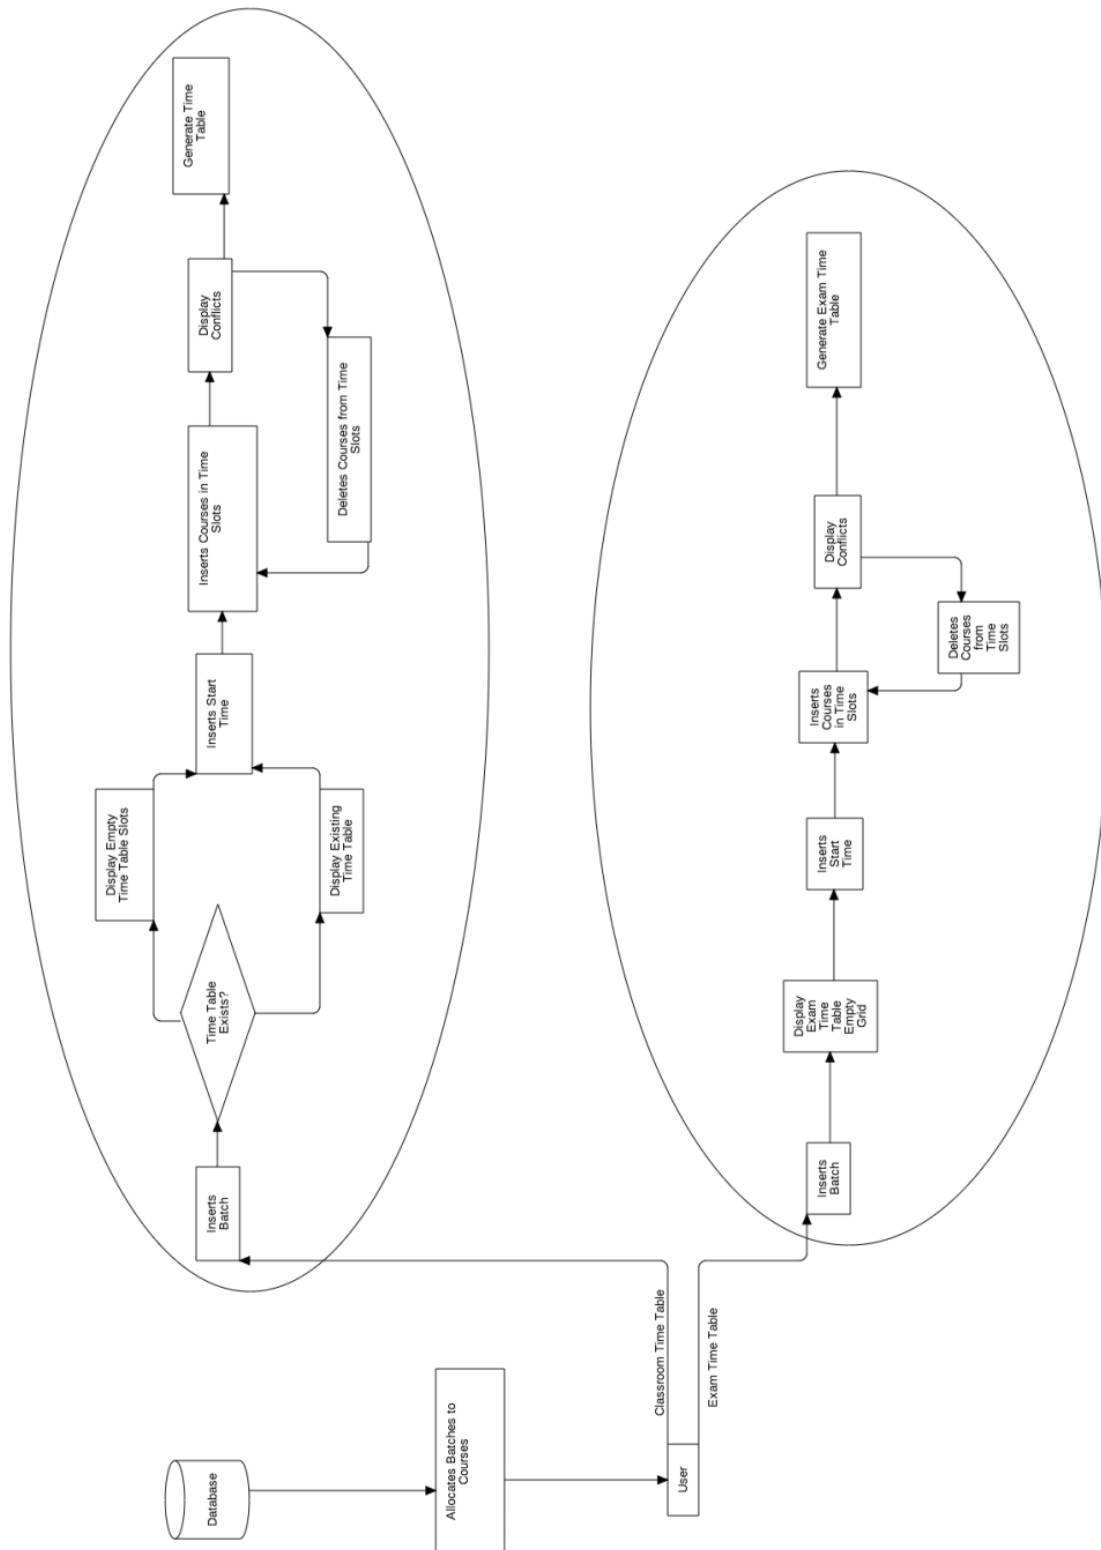 Database
Allocates Batches to
Courses
User
Classroom Time Table
Exam Time Table
Inserts
Batch
Time Table
Exists?
Display Empty
Time Table Slots
Display Existing
Time Table
Inserts Start
Time
Inserts Courses in Time
Slots
Display
Conflicts
Deletes Courses from Time
Slots
Generate Time
Table
Inserts
Batch
Display
Exam
Time
Table
Empty
Grid
Inserts
Start
Time
Inserts
Courses
in Time
Slots
Display
Conflicts
Deletes
Courses
from
Time
Slots
Generate Exam Time
Table